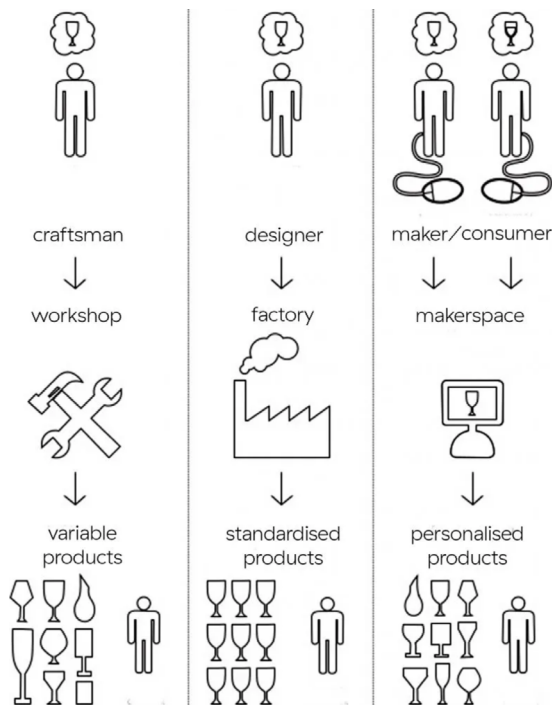 craftsman
designer
maker/consumer
workshop
factory
makerspace
variable
products
standardised
products
personalised
products